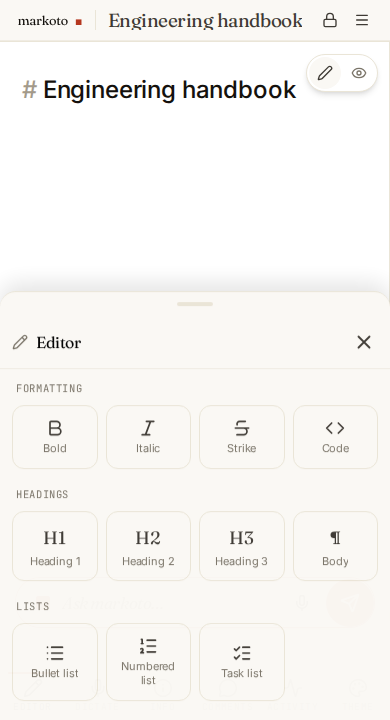 markoto
Engineering handbook
# Engineering handbook
Editor
FORMATTING
B
I
S
Bold
Italic
Strike
Code
HEADINGS
H1
H2
H3
¶
Heading 1
Heading 2
Heading 3
Body
LISTS
Bullet list
Numbered
list
Task list